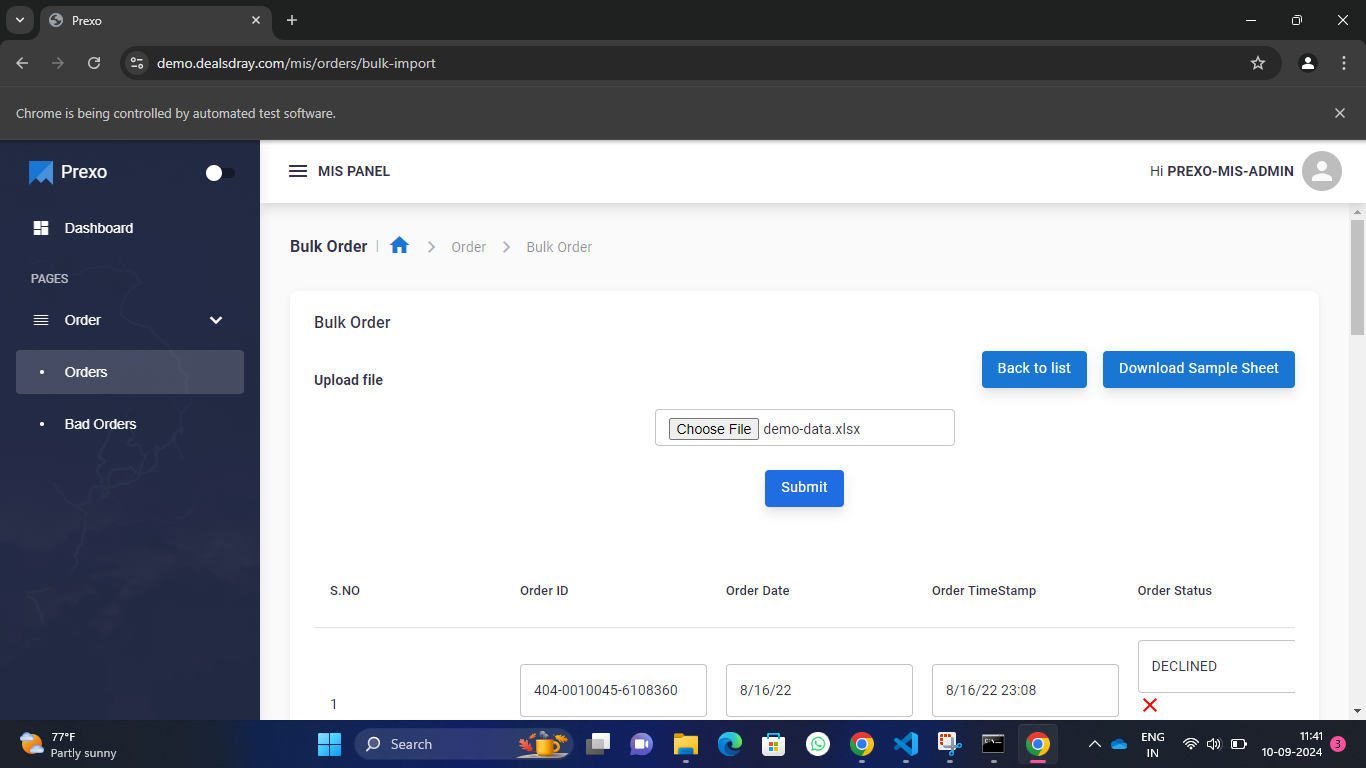 Prexo
demo.dealsdray.com/mis/orders/bulk-import
Chrome is being controlled by automated test software.
Prexo
MIS PANEL
Hi PREXO-MIS-ADMIN
Dashboard
PAGES
Order
Orders
Bad Orders
Bulk Order
Order
Bulk Order
Bulk Order
Upload file
Back to list
Download Sample Sheet
Choose File demo-data.xlsx
Submit
S.NO Order ID Order Date Order TimeStamp Order Status
1 404-0010045-6108360 8/16/22 8/16/22 23:08 DECLINED
77°F
Partly sunny
Search
ENG
IN
11:41
10-09-2024
3